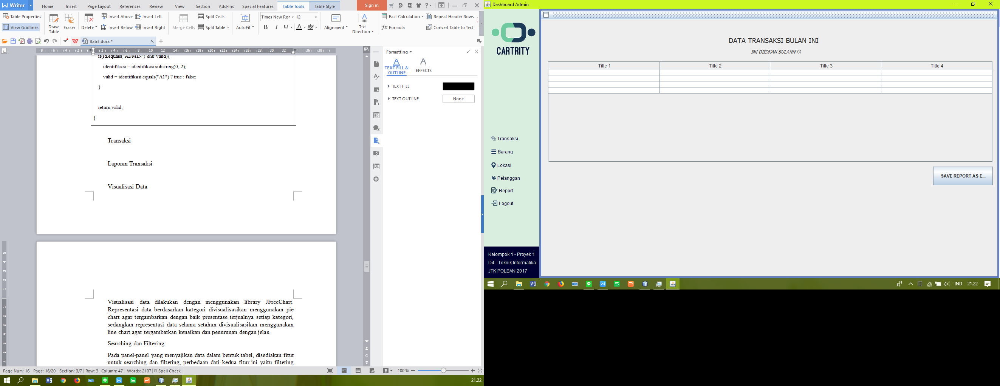 Writer
Home Insert Page Layout References Review View Section Add-Ins Special Features Table Tools Table Style
Sign in
Table Properties
View Gridlines
Draw Table
Eraser
Delete
Insert Above
Insert Left
Insert Below
Insert Right
Merge Cells
Split Cells
Split Table
AutoFit
Times New Ron 12
B I U A ab
Alignment
Text Direction
Fast Calculation
Repeat Header Rows
fx Formula
Convert Table to Text
Bab3.docx *
if(id.equals("ADMIN") && valid){
identifikasi = identifikasi.substring(0, 2);
valid = identifikasi.equals("A1") ? true : false;
}
return valid;
}
Transaksi
Laporan Transaksi
Visualisasi Data
Visualisasi data dilakukan dengan menggunakan library JFreeChart.
Representasi data berdasarkan kategori divisualisasikan menggunakan pie
chart agar tergambarkan dengan baik presentase terjualnya setiap kategori,
sedangkan representasi data selama setahun divisualisasikan menggunakan
line chart agar tergambarkan kenaikan dan penurunan dengan jelas.
Searching dan Filtering
Pada panel-panel yang menyajikan data dalam bentuk tabel, disediakan fitur
untuk searching dan filtering, perbedaan dari kedua fitur ini yaitu filtering
Formatting
TEXT FILL & OUTLINE
EFFECTS
TEXT FILL
TEXT OUTLINE
None
Page Num: 16 Page: 16/20 Section: 3/7 Row: 3 Column: 47 Words: 2107 Spell Check
100 %
21.22
Dashboard Admin
CARTRITY
Transaksi
Barang
Lokasi
Pelanggan
Report
Logout
Kelompok 1 - Proyek 1
D4 - Teknik Informatika
JTK POLBAN 2017
DATA TRANSAKSI BULAN INI
INI DIISIKAN BULANNYA
Title 1 Title 2 Title 3 Title 4
SAVE REPORT AS E...
IND 21.22